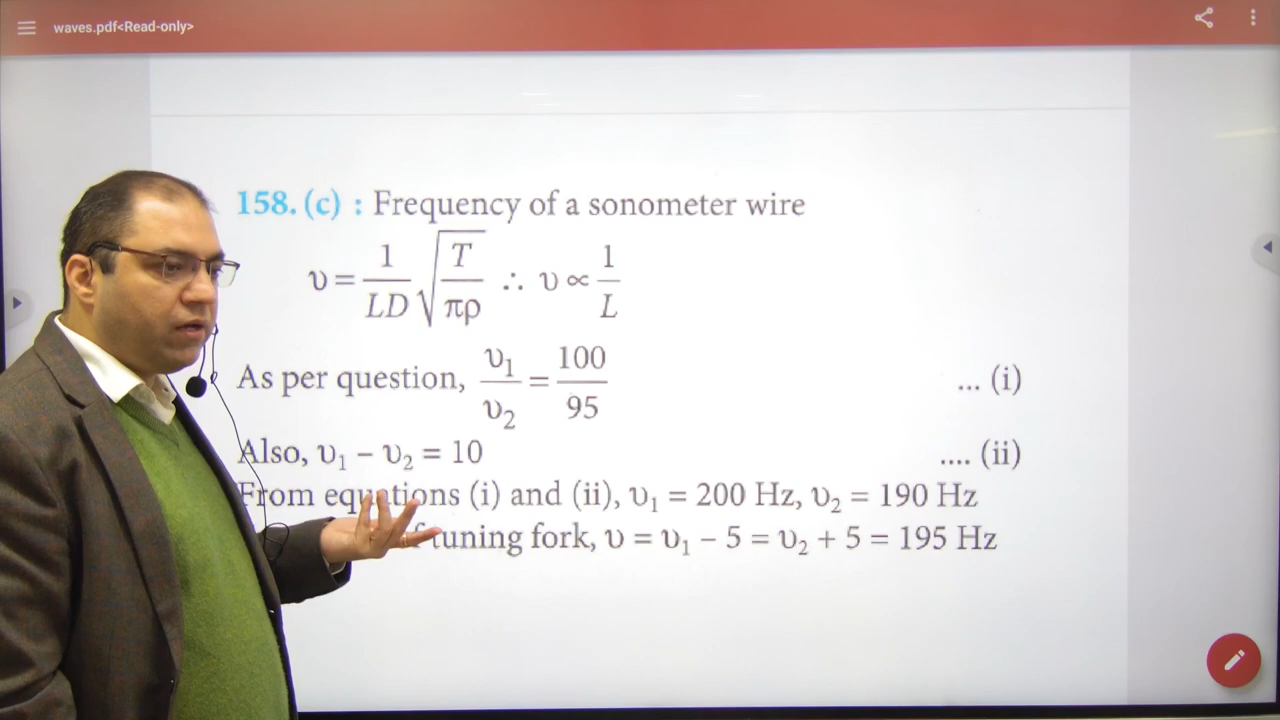 waves.pdf<Read-only>
158. (c) : Frequency of a sonometer wire
υ = 1/LD √(T/πρ) ∴ υ ∝ 1/L
As per question, υ₁/υ₂ = 100/95 ... (i)
Also, υ₁ − υ₂ = 10 .... (ii)
From equations (i) and (ii), υ₁ = 200 Hz, υ₂ = 190 Hz
tuning fork, υ = υ₁ − 5 = υ₂ + 5 = 195 Hz